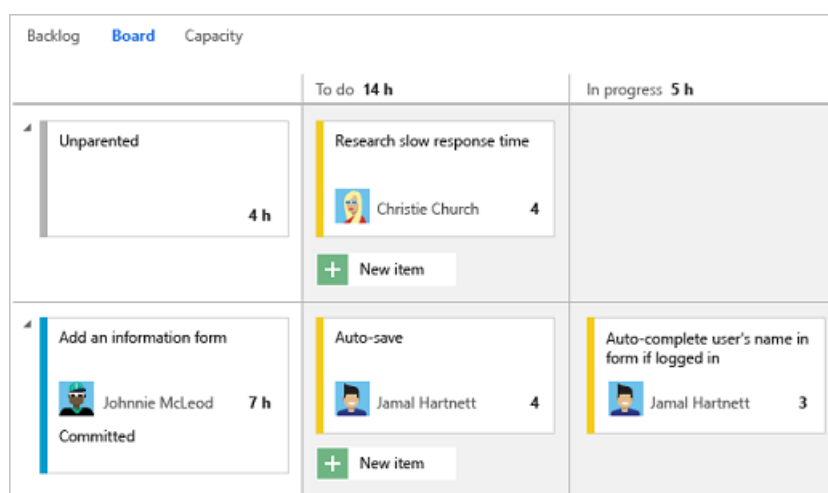 Backlog Board Capacity
To do 14 h In progress 5 h
Unparented
4 h
Research slow response time
Christie Church 4
New item
Add an information form
Johnnie McLeod 7 h
Committed
Auto-save
Jamal Hartnett 4
New item
Auto-complete user's name in
form if logged in
Jamal Hartnett 3